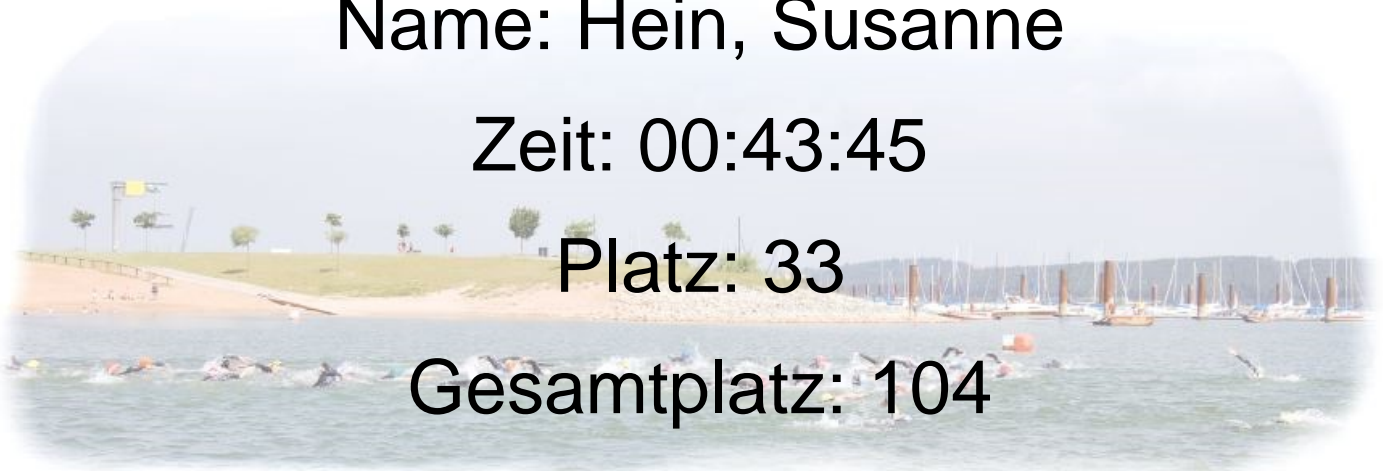 Name: Hein, Susanne
Zeit: 00:43:45
Platz: 33
Gesamtplatz: 104